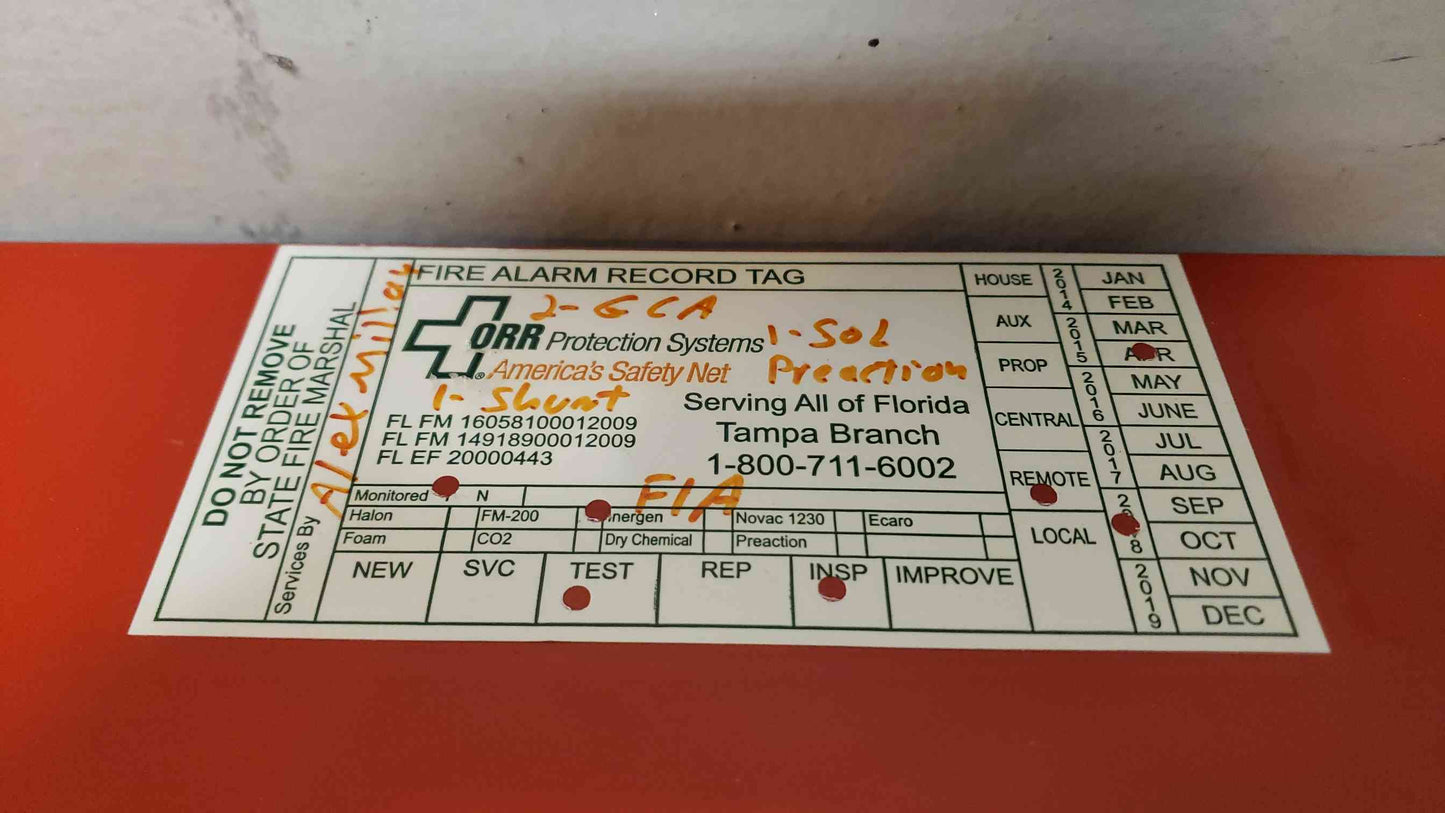 DO NOT REMOVE
BY ORDER OF
STATE FIRE MARSHAL
Services By Alex Millay
FIRE ALARM RECORD TAG
2-GCA
ORR Protection Systems
®America's Safety Net
1-SOL
Preaction
1-Shunt
FL FM 16058100012009
FL FM 14918900012009
FL EF 20000443
Serving All of Florida
Tampa Branch
1-800-711-6002
FIA
Monitored N
Halon FM-200 Inergen Novac 1230 Ecaro
Foam CO2 Dry Chemical Preaction
NEW SVC TEST REP INSP IMPROVE
HOUSE
AUX
PROP
CENTRAL
REMOTE
LOCAL
2014
2015
2016
2017
2018
2019
JAN
FEB
MAR
APR
MAY
JUNE
JUL
AUG
SEP
OCT
NOV
DEC